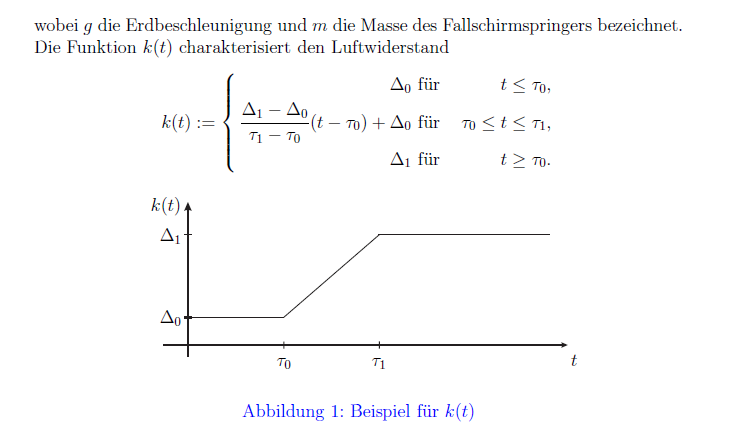 wobei g die Erdbeschleunigung und m die Masse des Fallschirmspringers bezeichnet.
Die Funktion k(t) charakterisiert den Luftwiderstand
Δ₀ für t ≤ τ₀,
k(t) := { (Δ₁ − Δ₀)/(τ₁ − τ₀) (t − τ₀) + Δ₀ für τ₀ ≤ t ≤ τ₁,
Δ₁ für t ≥ τ₀.
k(t)
Δ₁
Δ₀
τ₀ τ₁ t
Abbildung 1: Beispiel für k(t)